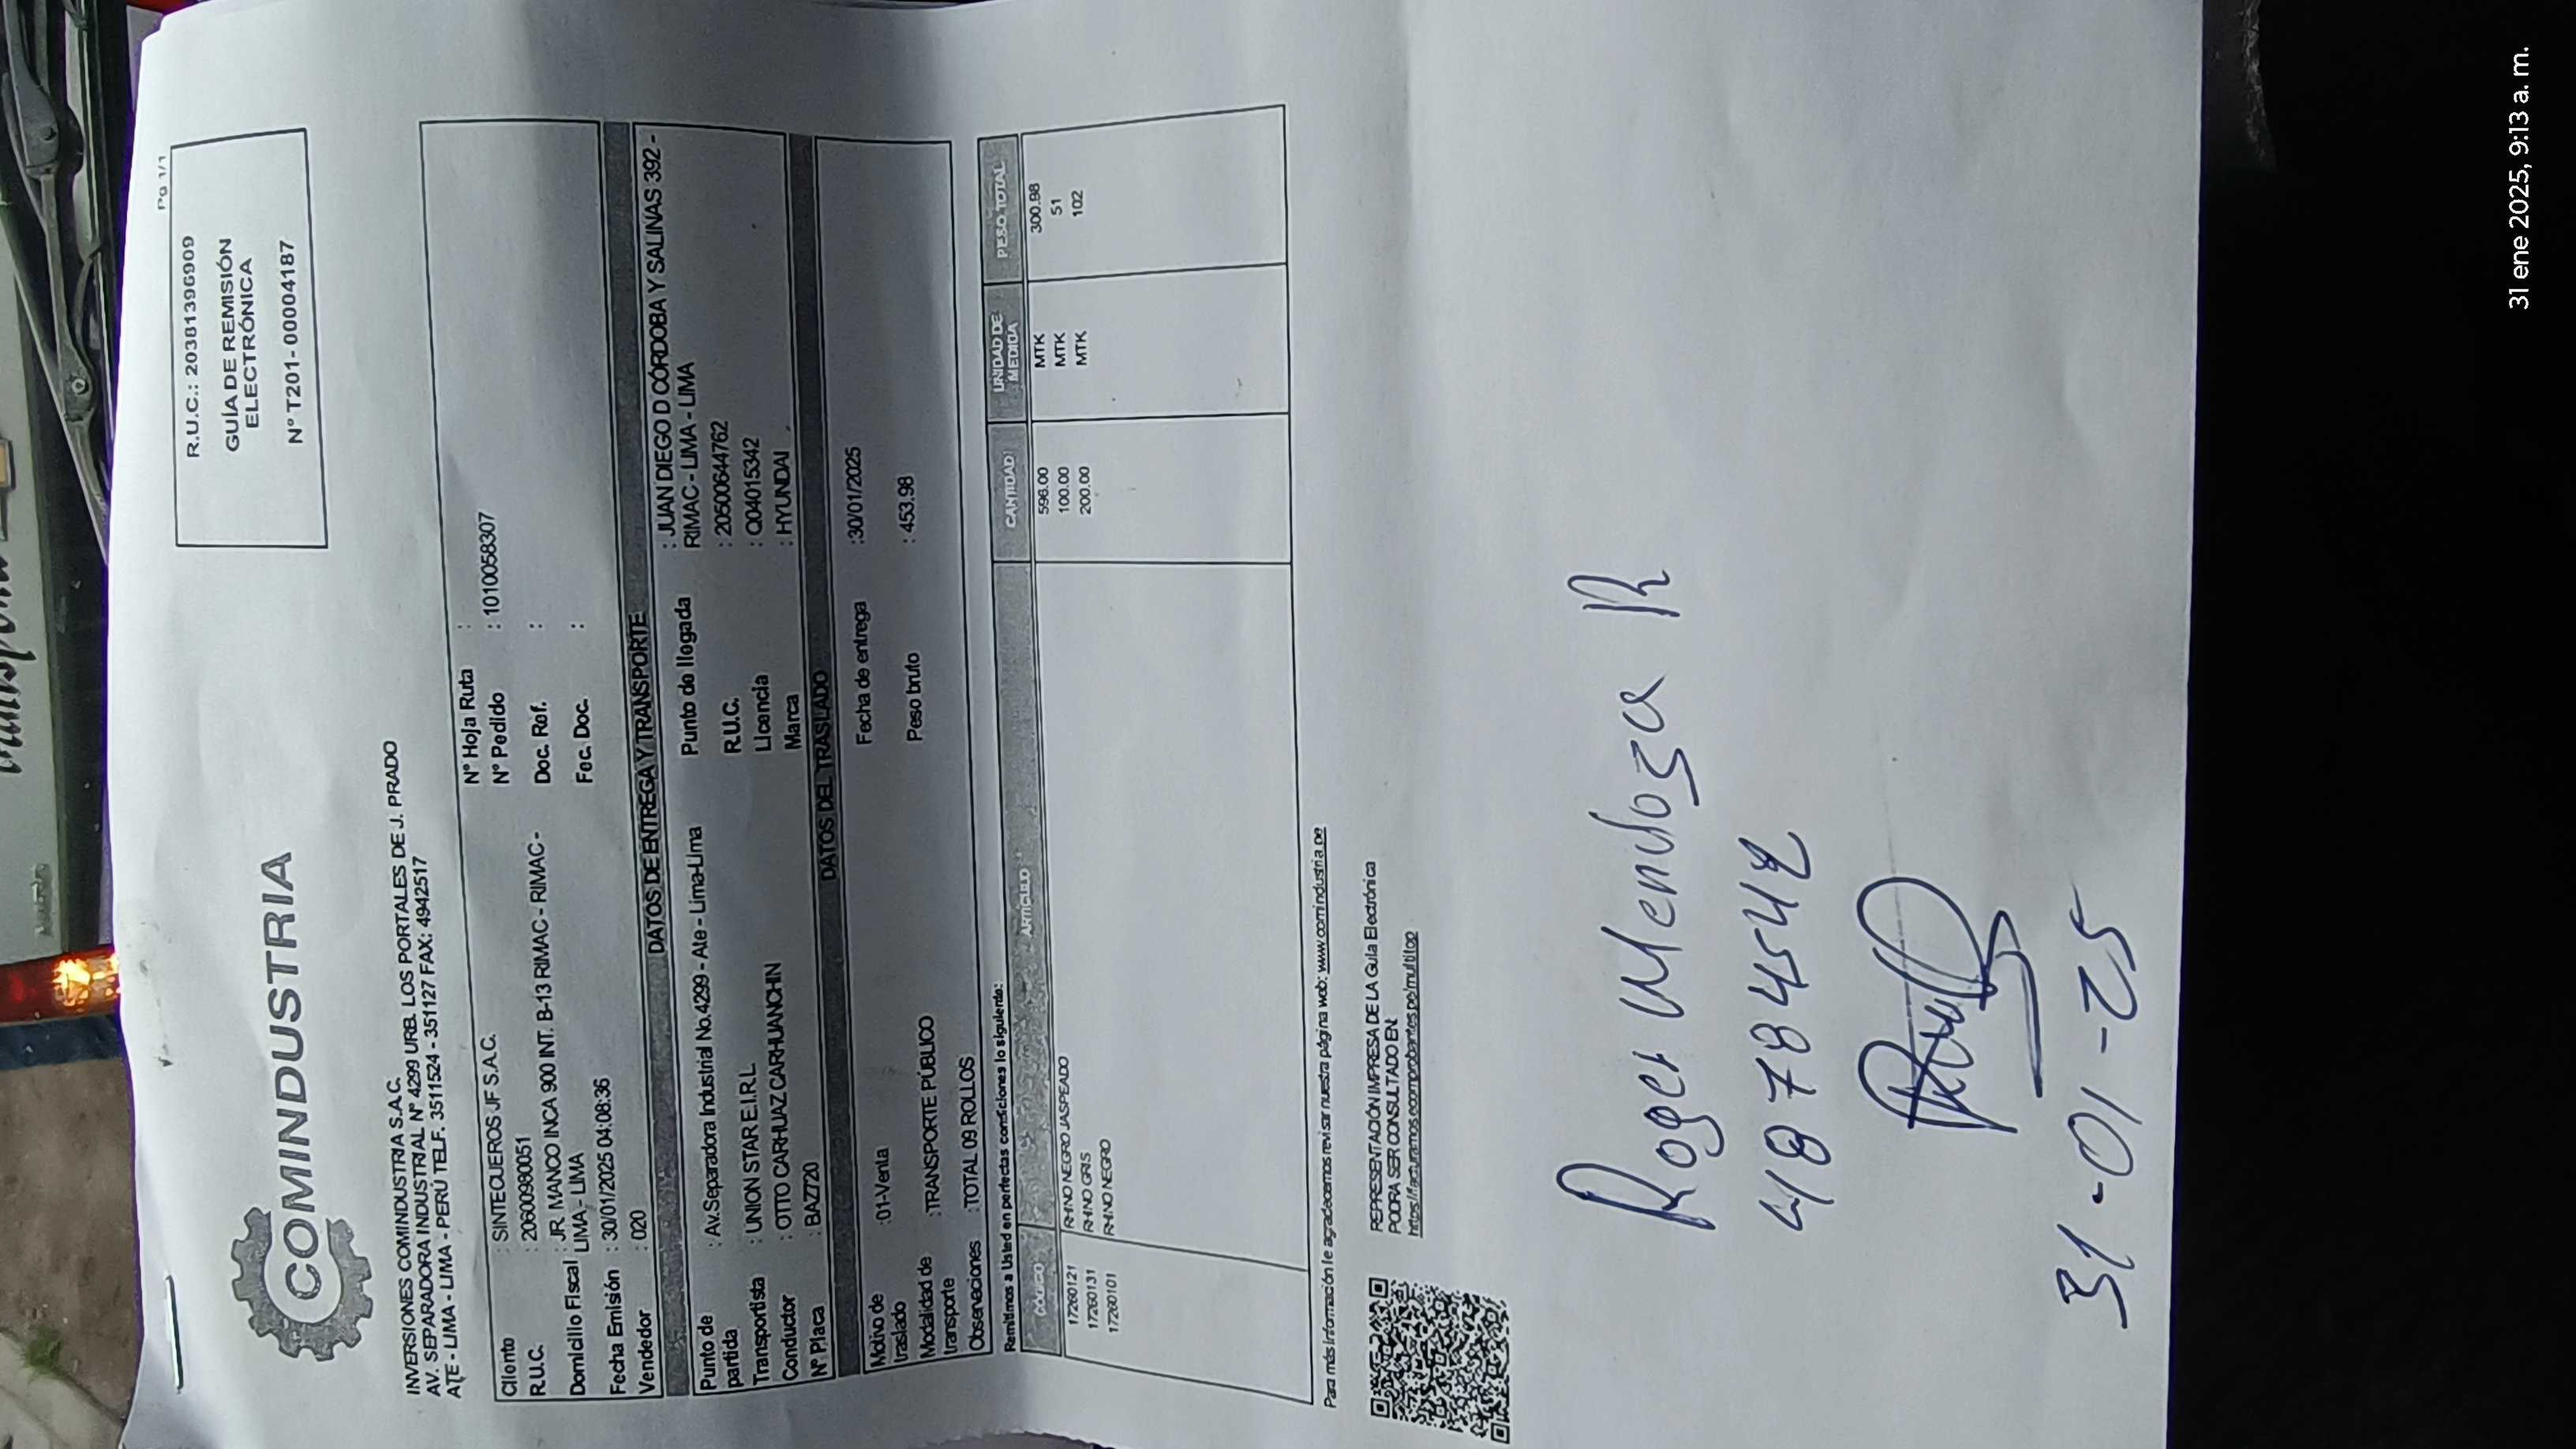 Pg 1/1
R.U.C.: 20381396909
GUÍA DE REMISIÓN
ELECTRÓNICA
N° T201- 00004187
COMINDUSTRIA
INVERSIONES COMINDUSTRIA S.A.C.
AV. SEPARADORA INDUSTRIAL N° 4299 URB. LOS PORTALES DE J. PRADO
ATE - LIMA - LIMA - PERÚ TELF. 3511524 - 351127 FAX: 4942517
Cliente : SINTECUEROS JF S.A.C. N° Hoja Ruta :
R.U.C. : 20600980051 N° Pedido : 1010058307
Domicilio Fiscal : JR. MANCO INCA 900 INT. B-13 RIMAC - RIMAC - Doc. Ref. :
LIMA - LIMA
Fecha Emisión : 30/01/2025 04:08:36 Fec. Doc. :
Vendedor : 020
DATOS DE ENTREGA Y TRANSPORTE
Punto de partida : Av.Separadora Industrial No.4299 - Ate - Lima-Lima Punto de llegada : JUAN DIEGO D CÓRDOBA Y SALINAS 392 -
RIMAC - LIMA - LIMA
Transportista : UNION STAR E.I.R.L R.U.C. : 20500644762
Conductor : OTTO CARHUAZ CARHUANCHIN Licencia : Q04015342
N° Placa : BAZ720 Marca : HYUNDAI
DATOS DEL TRASLADO
Motivo de traslado :01-Venta Fecha de entrega :30/01/2025
Modalidad de transporte :TRANSPORTE PÚBLICO Peso bruto : 453.98
Observaciones :TOTAL 09 ROLLOS
Remitimos a Usted en perfectas condiciones lo siguiente:
CODIGO ARTÍCULO CANTIDAD UNIDAD DE MEDIDA PESO TOTAL
17260121 RHINO NEGRO JASPEADO 598.00 MTK 300.98
17260131 RHINO GRIS 100.00 MTK 51
17260101 RHINO NEGRO 200.00 MTK 102
Para más información le agradecemos revisar nuestra página web: www.comindustria.pe
REPRESENTACIÓN IMPRESA DE LA Guía Electrónica
PODRA SER CONSULTADO EN:
https://facturamos.ecomprobantes.pe/multitop
Roger Mendoza R
48784542
31-01-25
31 ene 2025, 9:13 a. m.